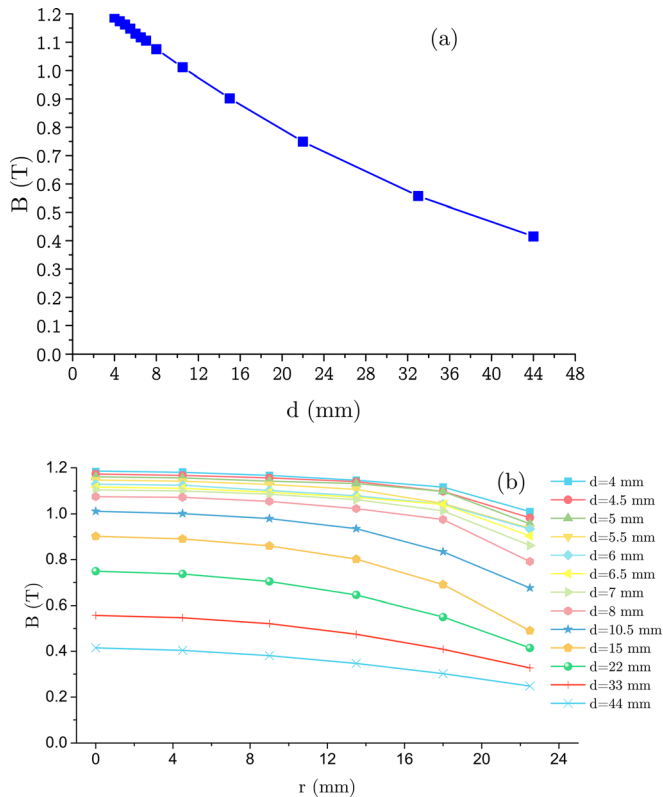 (a)
B (T)
1.2
1.1
1.0
0.9
0.8
0.7
0.6
0.5
0.4
0.3
0.2
0.1
0.0
0 4 8 12 16 20 24 28 32 36 40 44 48
d (mm)
(b)
B (T)
1.2
1.0
0.8
0.6
0.4
0.2
0.0
0 4 8 12 16 20 24
r (mm)
d=4 mm
d=4.5 mm
d=5 mm
d=5.5 mm
d=6 mm
d=6.5 mm
d=7 mm
d=8 mm
d=10.5 mm
d=15 mm
d=22 mm
d=33 mm
d=44 mm